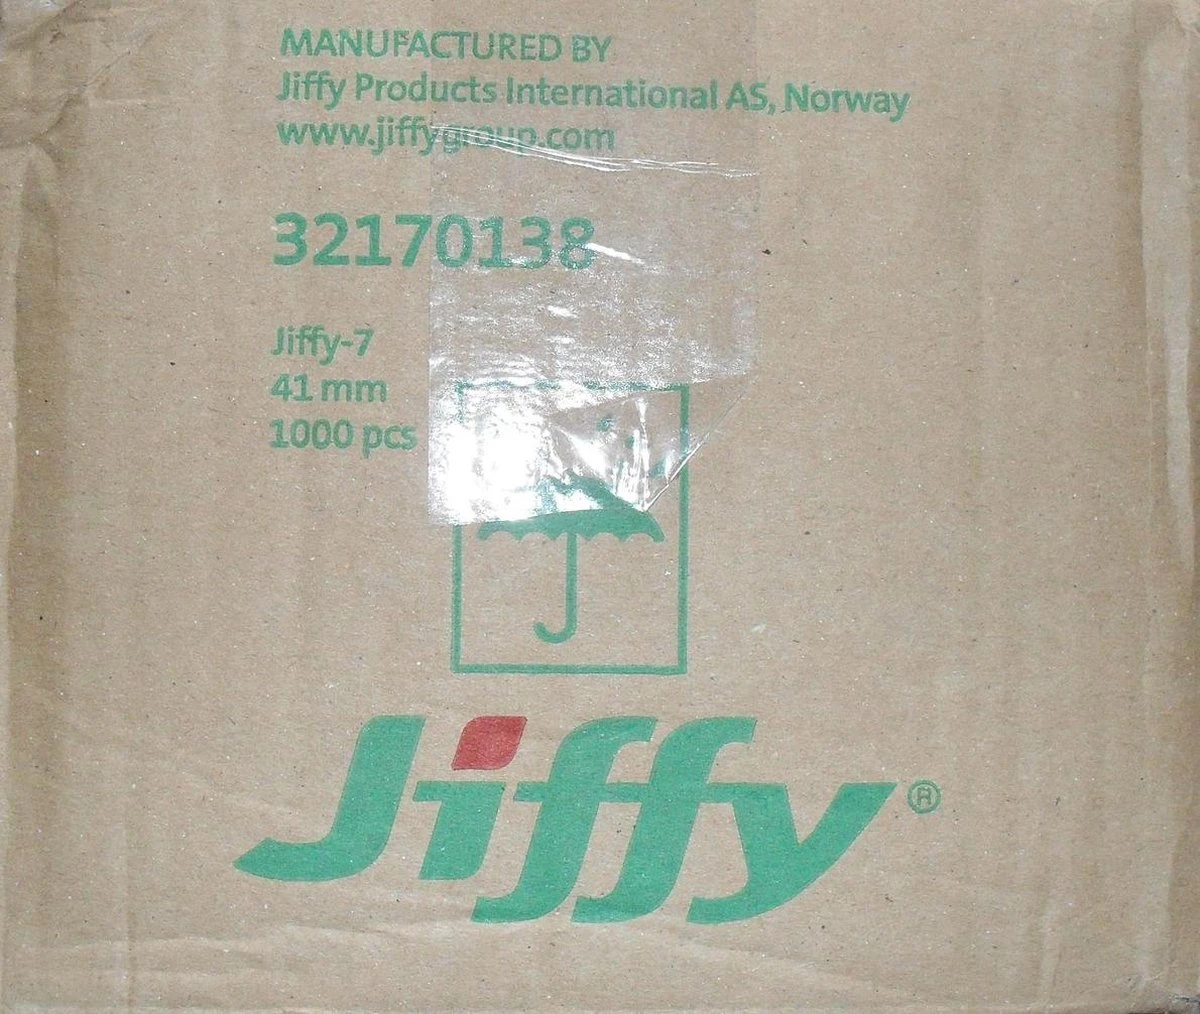 MANUFACTURED BY
Jiffy Products International AS, Norway
www.jiffygroup.com
32170138
Jiffy-7
41 mm
1000 pcs
Jiffy®